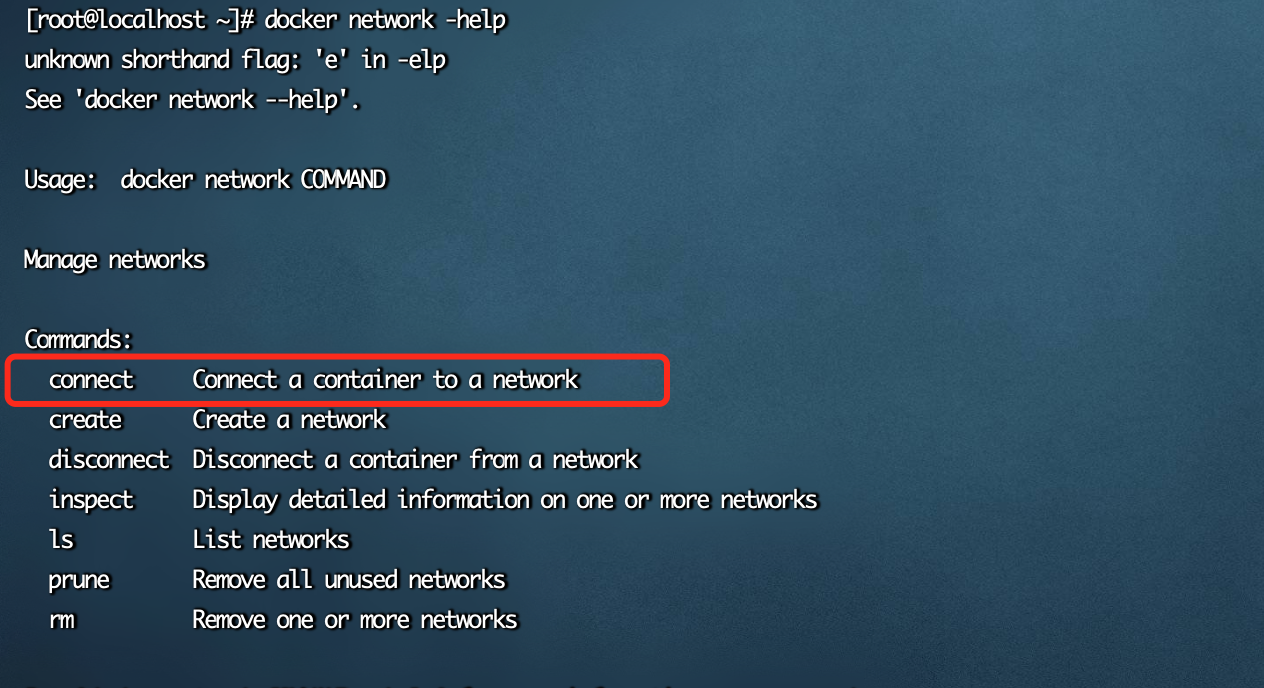 [root@localhost ~]# docker network -help
unknown shorthand flag: 'e' in -elp
See 'docker network --help'.
Usage:  docker network COMMAND
Manage networks
Commands:
  connect     Connect a container to a network
  create      Create a network
  disconnect  Disconnect a container from a network
  inspect     Display detailed information on one or more networks
  ls          List networks
  prune       Remove all unused networks
  rm          Remove one or more networks